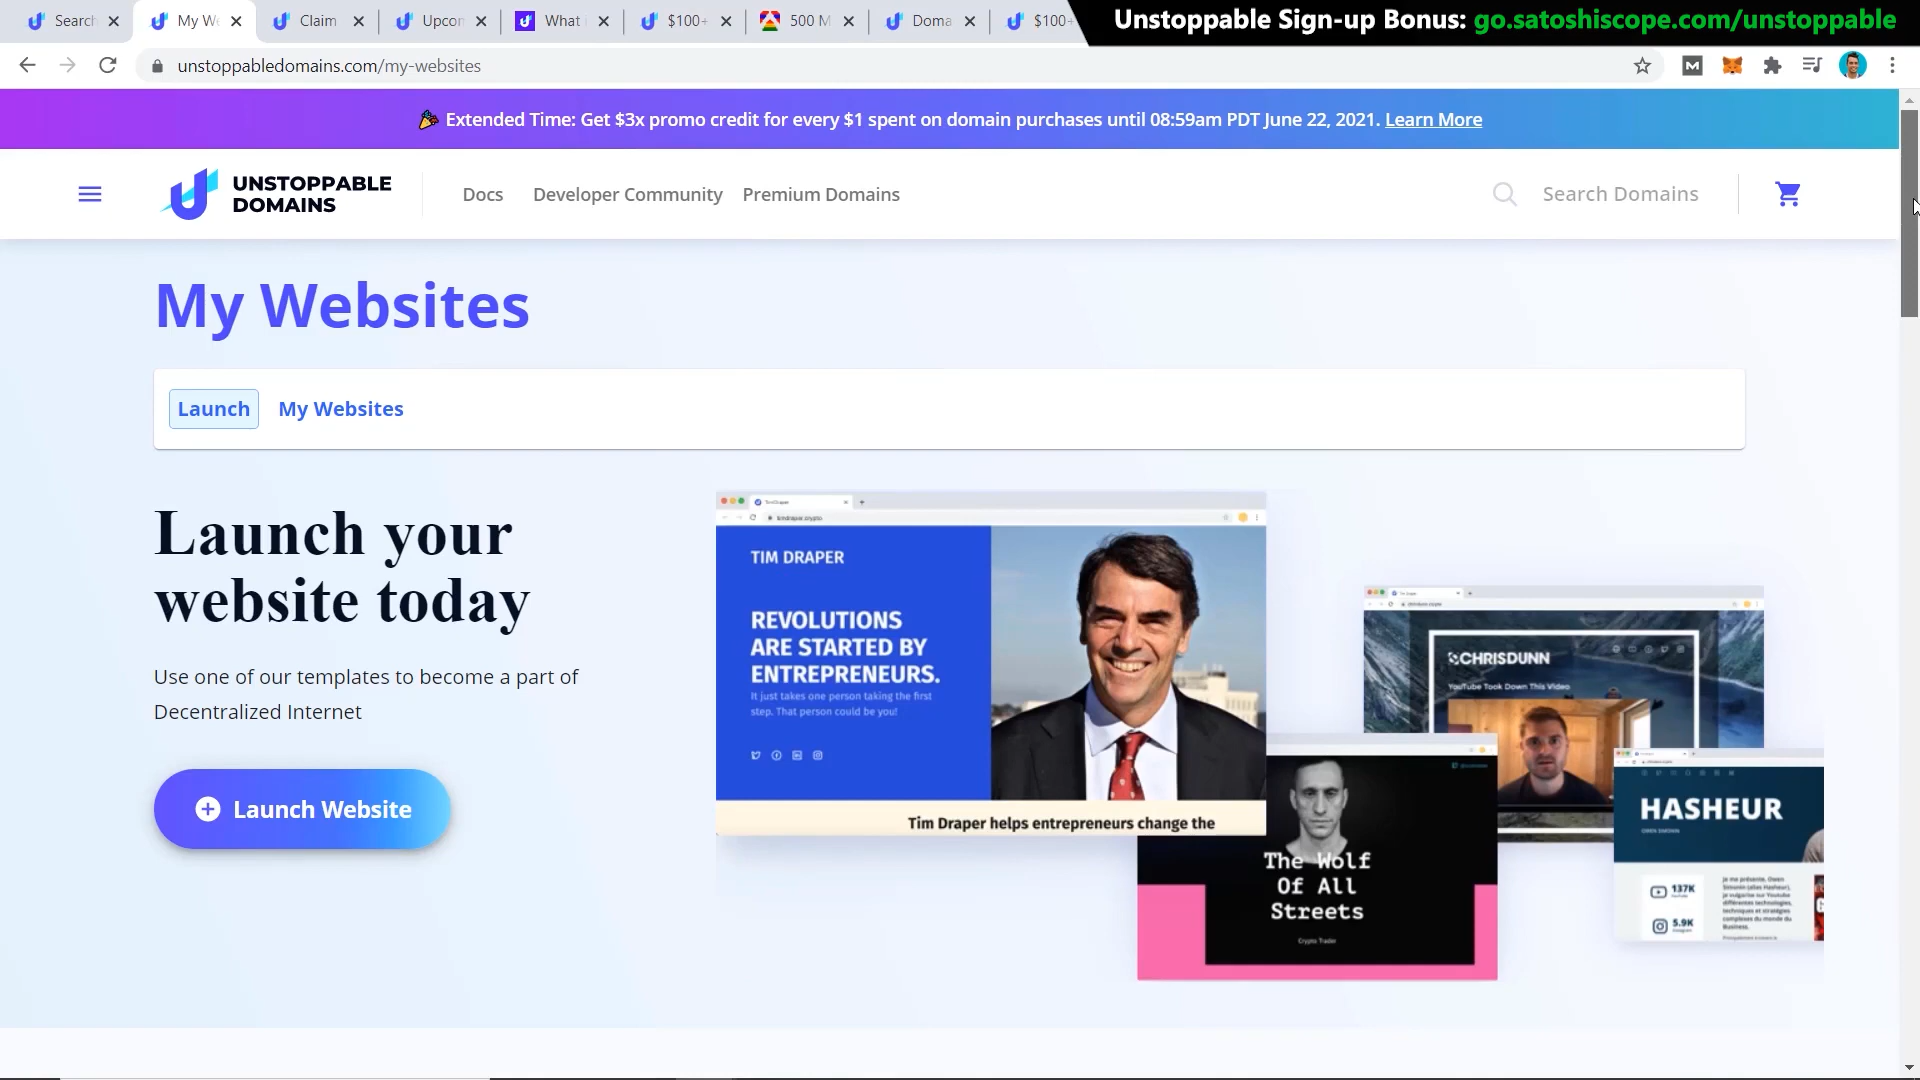 Search
My We
Claim
Upcom
What i
$100+
500 M
Doma
$100+
Unstoppable Sign-up Bonus: go.satoshiscope.com/unstoppable
unstoppabledomains.com/my-websites
Extended Time: Get $3x promo credit for every $1 spent on domain purchases until 08:59am PDT June 22, 2021. Learn More
UNSTOPPABLE
DOMAINS
Docs
Developer Community
Premium Domains
Search Domains
My Websites
Launch
My Websites
Launch your
website today
Use one of our templates to become a part of
Decentralized Internet
Launch Website
timdraper.crypto
TIM DRAPER
REVOLUTIONS
ARE STARTED BY
ENTREPRENEURS.
It just takes one person taking the first
step. That person could be you!
Tim Draper helps entrepreneurs change the
CHRISDUNN
YouTube Took Down This Video
The Wolf
Of All
Streets
Crypto Trader
HASHEUR
OWEN SIMONIN
137K
5.9K